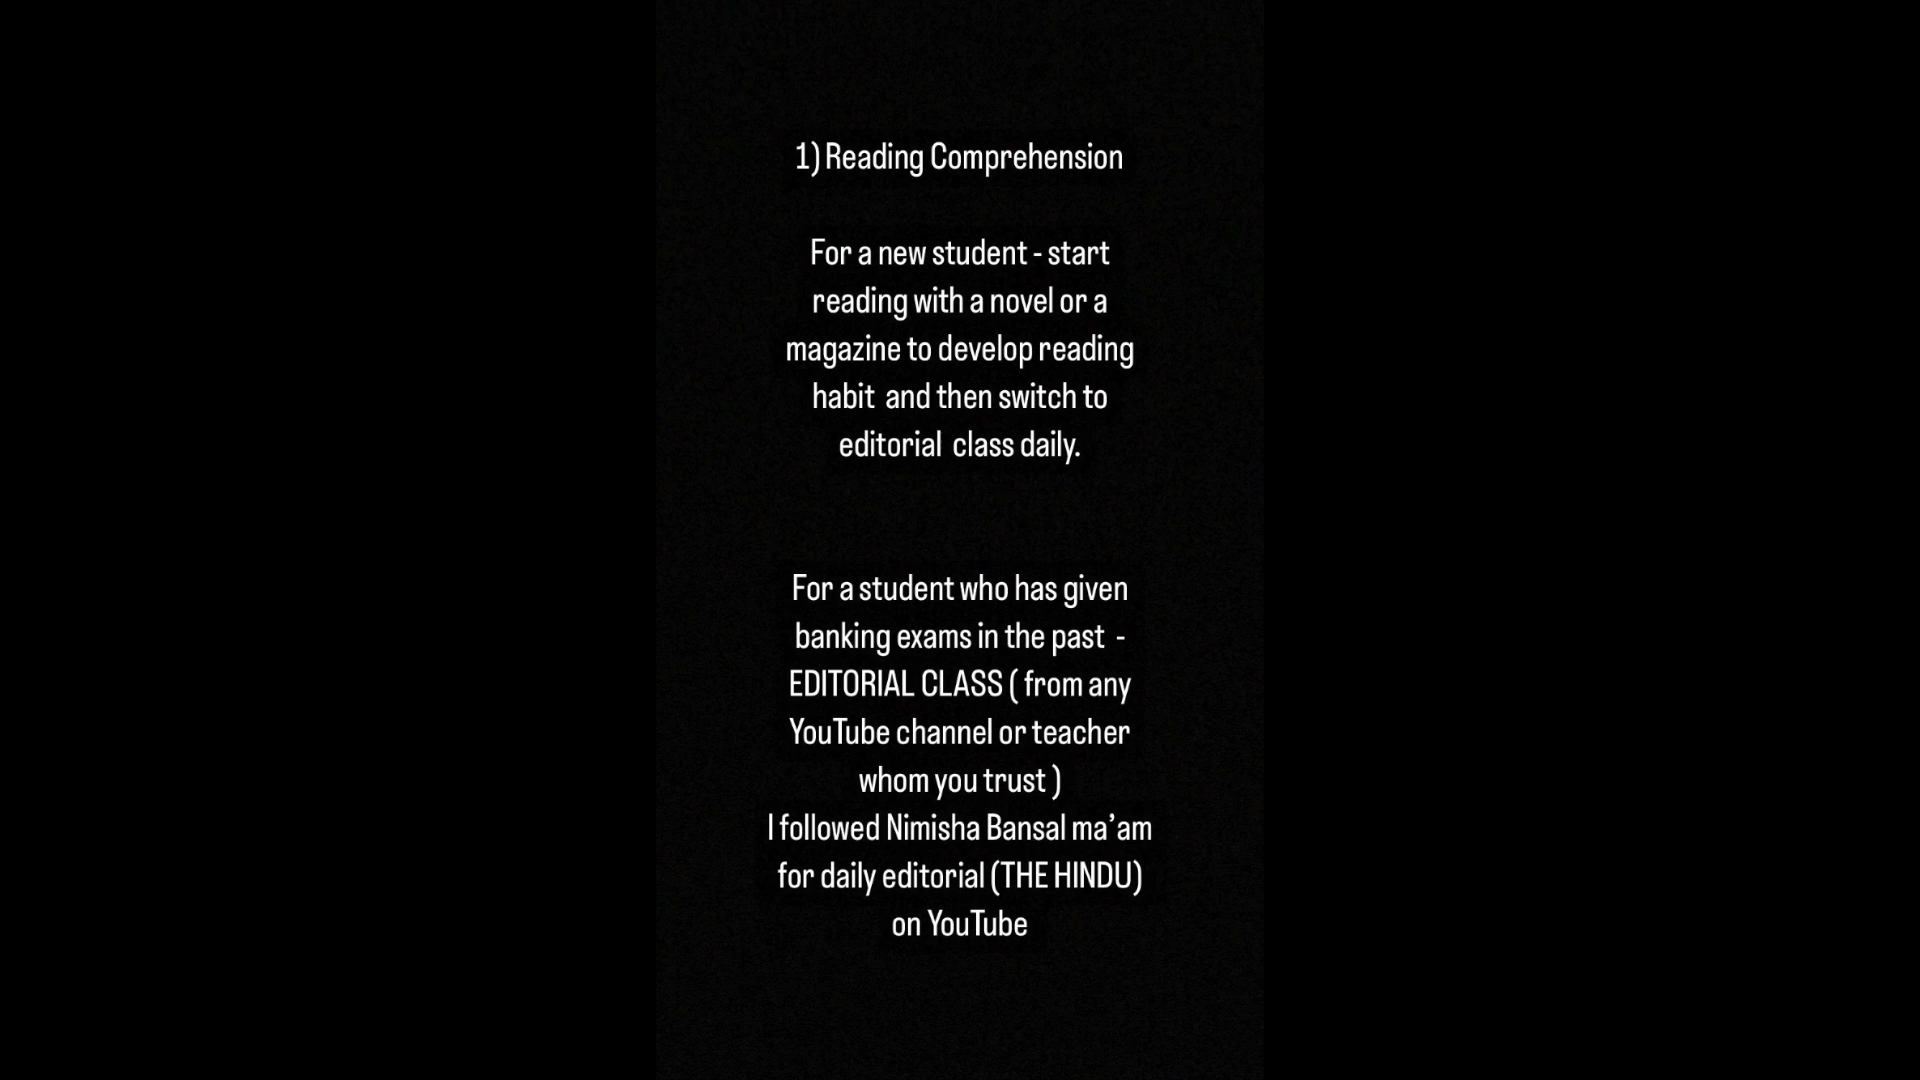 1) Reading Comprehension
For a new student - start
reading with a novel or a
magazine to develop reading
habit  and then switch to
editorial  class daily.
For a student who has given
banking exams in the past  -
EDITORIAL CLASS ( from any
YouTube channel or teacher
whom you trust )
I followed Nimisha Bansal ma’am
for daily editorial (THE HINDU)
on YouTube